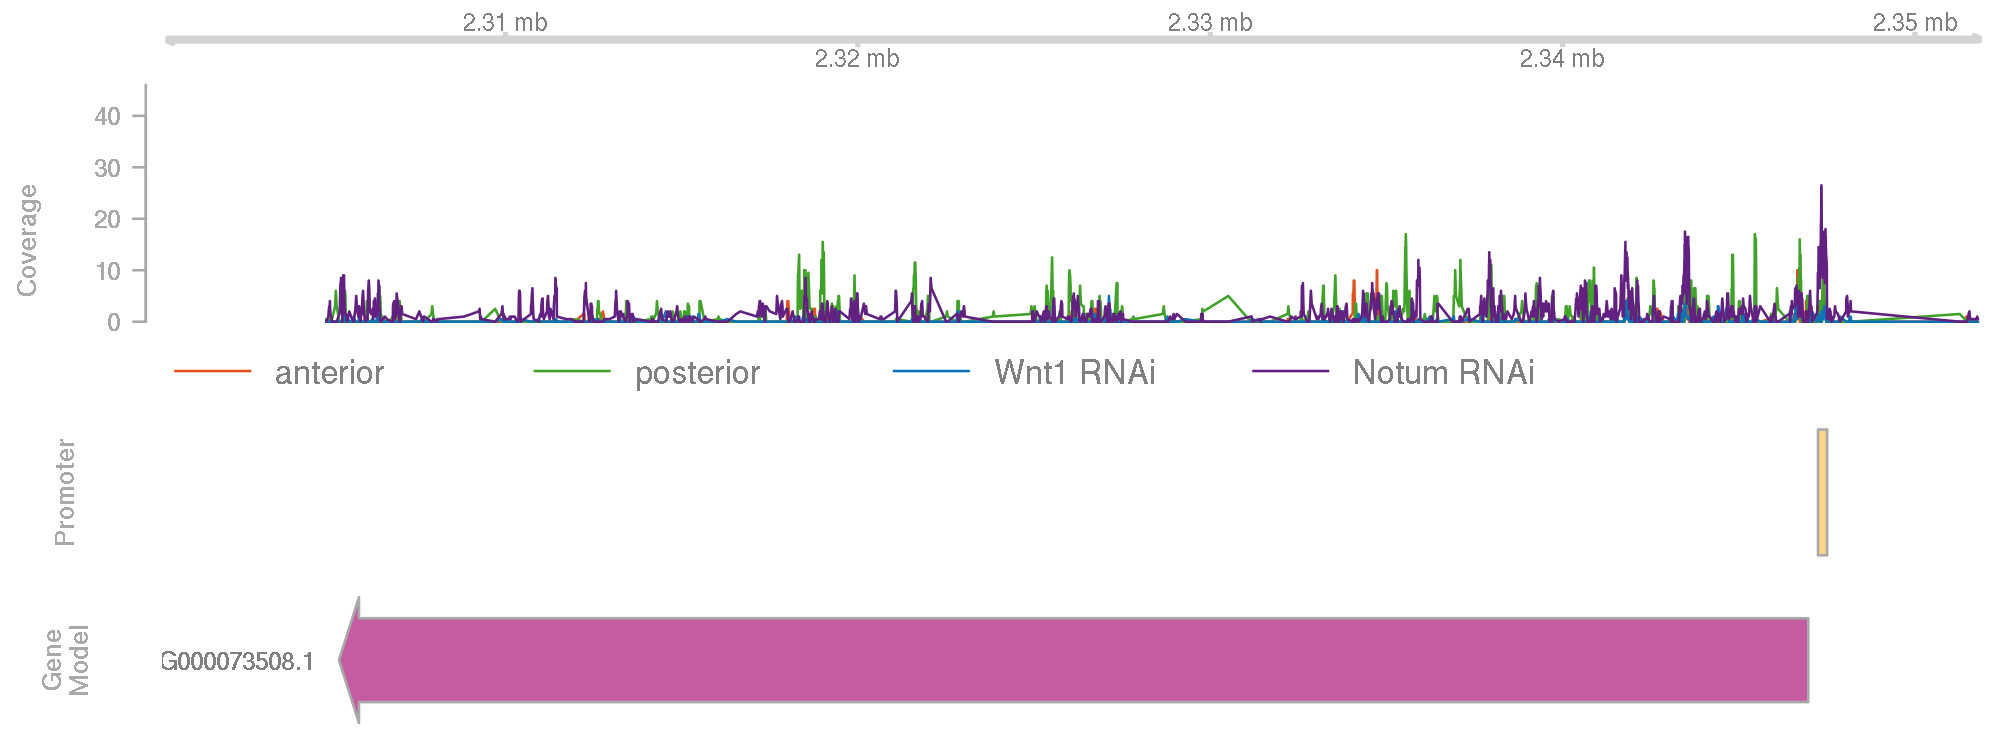 2.31 mb
2.33 mb
2.35 mb
2.32 mb
2.34 mb
Coverage
40
30
20
10
0
anterior
posterior
Wnt1 RNAi
Notum RNAi
Promoter
Gene
Model
G000073508.1